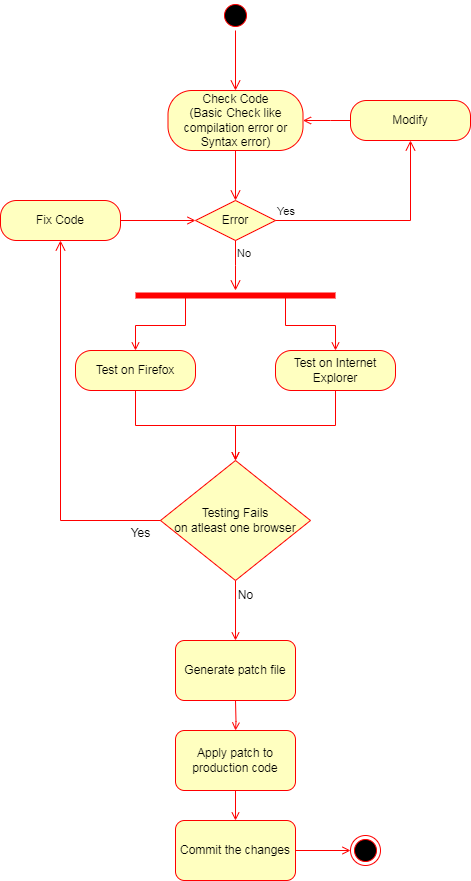 Check Code
(Basic Check like
compilation error or
Syntax error)
Modify
Fix Code
Error
Yes
No
Test on Firefox
Test on Internet
Explorer
Testing Fails
on atleast one browser
Yes
No
Generate patch file
Apply patch to
production code
Commit the changes